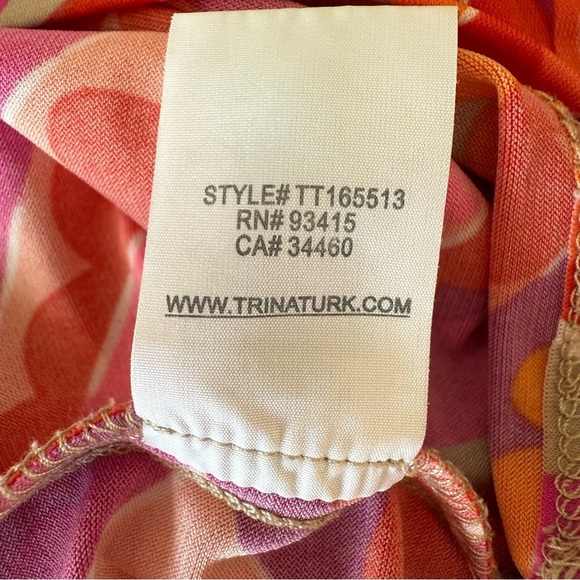 STYLE# TT165513
RN# 93415
CA# 34460
WWW.TRINATURK.COM